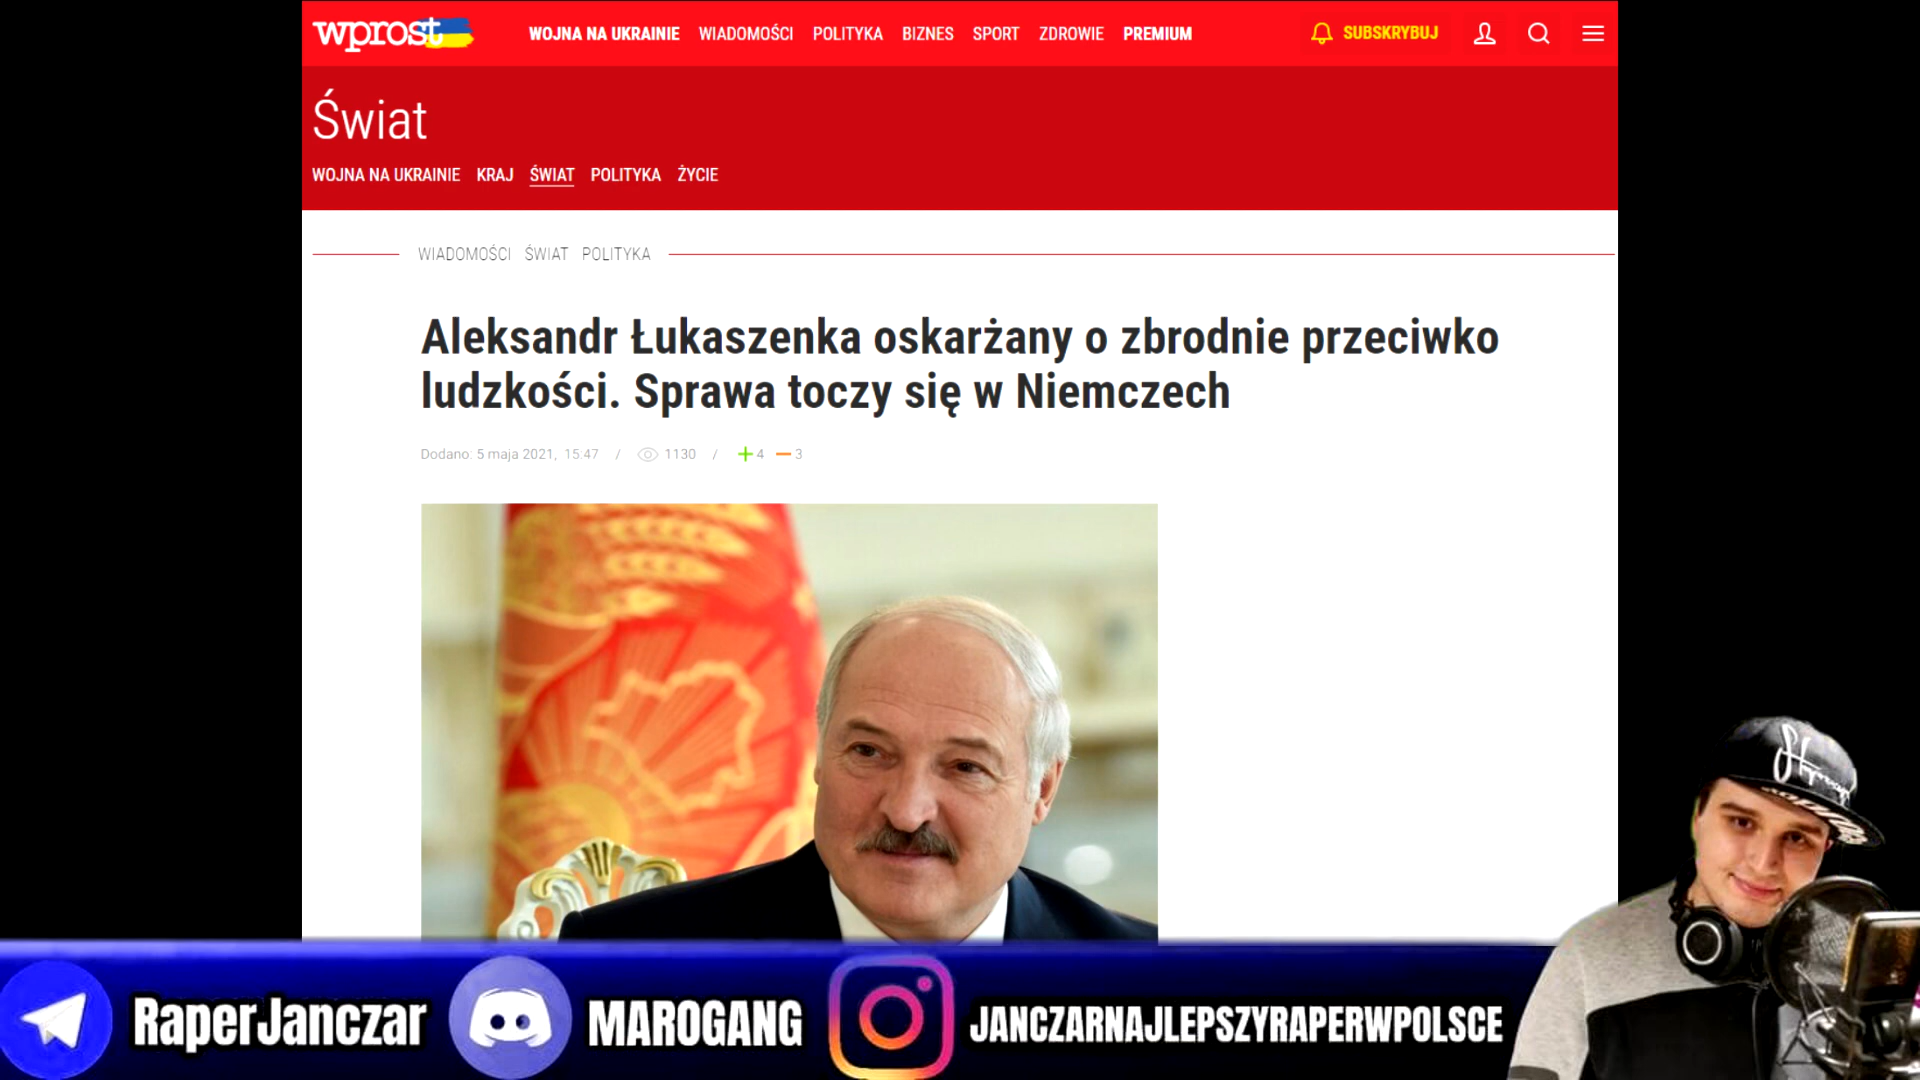 wprost
WOJNA NA UKRAINIE WIADOMOŚCI POLITYKA BIZNES SPORT ZDROWIE PREMIUM
SUBSKRYBUJ
Świat
WOJNA NA UKRAINIE KRAJ ŚWIAT POLITYKA ŻYCIE
WIADOMOŚCI ŚWIAT POLITYKA
Aleksandr Łukaszenka oskarżany o zbrodnie przeciwko
ludzkości. Sprawa toczy się w Niemczech
Dodano: 5 maja 2021, 15:47 / 1130 / +4 −3
RaperJanczar MAROGANG JANCZARNAJLEPSZYRAPERWPOLSCE